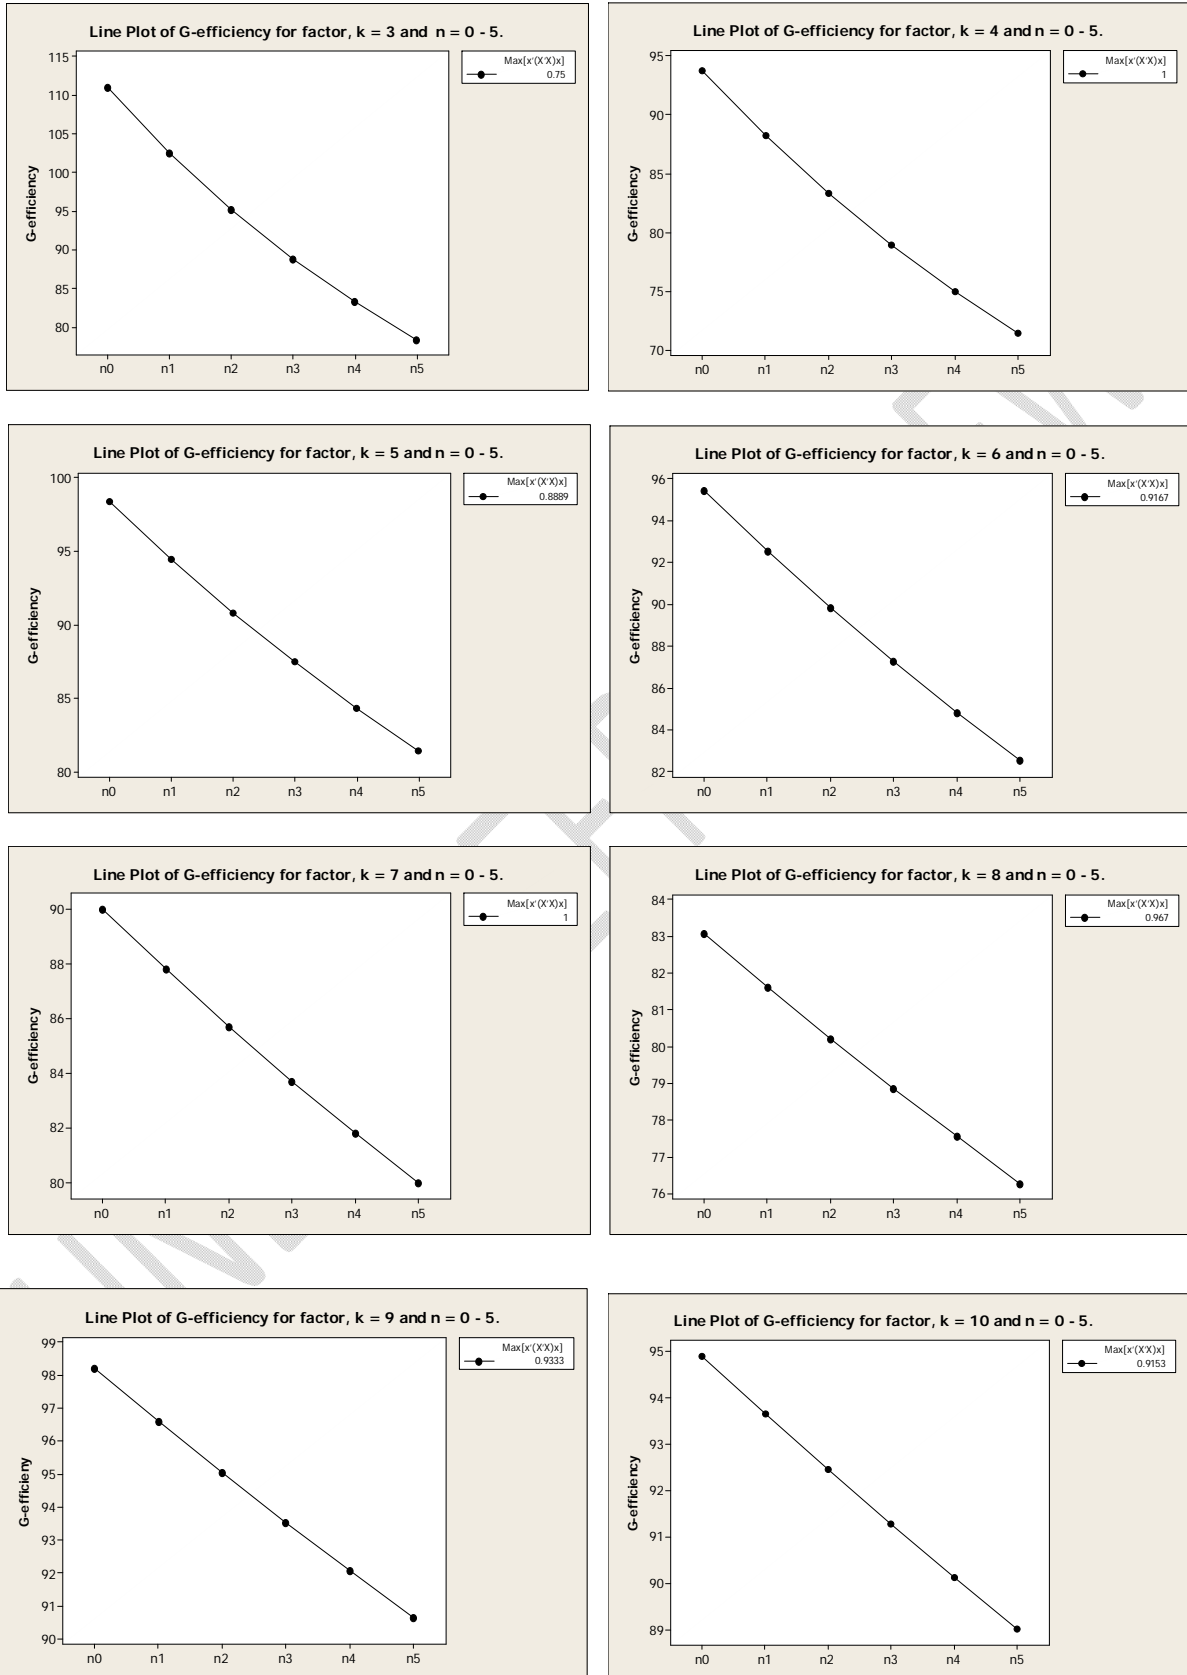 Line Plot of G-efficiency for factor, k = 3 and n = 0 - 5.
Max[x'(X'X)x]
0.75
G-efficiency
115
110
105
100
95
90
85
80
n0 n1 n2 n3 n4 n5
Line Plot of G-efficiency for factor, k = 4 and n = 0 - 5.
Max[x'(X'X)x]
1
G-efficiency
95
90
85
80
75
70
n0 n1 n2 n3 n4 n5
Line Plot of G-efficiency for factor, k = 5 and n = 0 - 5.
Max[x'(X'X)x]
0.8889
G-efficiency
100
95
90
85
80
n0 n1 n2 n3 n4 n5
Line Plot of G-efficiency for factor, k = 6 and n = 0 - 5.
Max[x'(X'X)x]
0.9167
G-efficiency
96
94
92
90
88
86
84
82
n0 n1 n2 n3 n4 n5
Line Plot of G-efficiency for factor, k = 7 and n = 0 - 5.
Max[x'(X'X)x]
1
G-efficiency
90
88
86
84
82
80
n0 n1 n2 n3 n4 n5
Line Plot of G-efficiency for factor, k = 8 and n = 0 - 5.
Max[x'(X'X)x]
0.967
G-efficiency
84
83
82
81
80
79
78
77
76
n0 n1 n2 n3 n4 n5
Line Plot of G-efficiency for factor, k = 9 and n = 0 - 5.
Max[x'(X'X)x]
0.9333
G-efficieny
99
98
97
96
95
94
93
92
91
90
n0 n1 n2 n3 n4 n5
Line Plot of G-efficiency for factor, k = 10 and n = 0 - 5.
Max[x'(X'X)x]
0.9153
G-efficiency
95
94
93
92
91
90
89
n0 n1 n2 n3 n4 n5